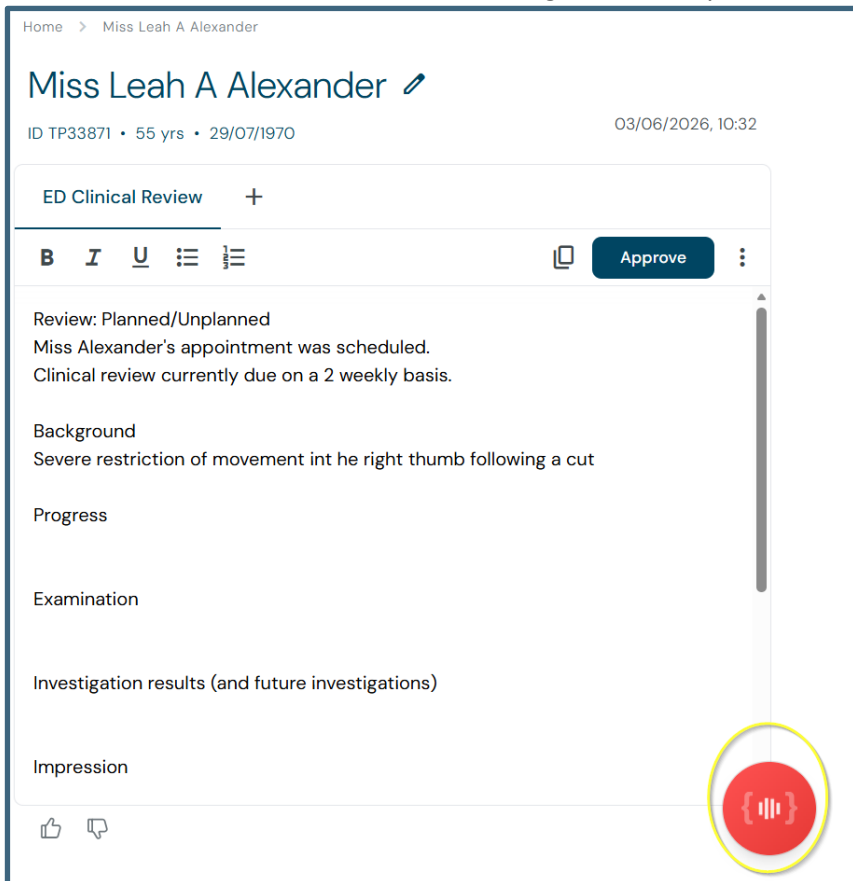 Home > Miss Leah A Alexander
Miss Leah A Alexander
ID TP33871 • 55 yrs • 29/07/1970
03/06/2026, 10:32
ED Clinical Review +
B I U
Approve
Review: Planned/Unplanned
Miss Alexander's appointment was scheduled.
Clinical review currently due on a 2 weekly basis.
Background
Severe restriction of movement int he right thumb following a cut
Progress
Examination
Investigation results (and future investigations)
Impression